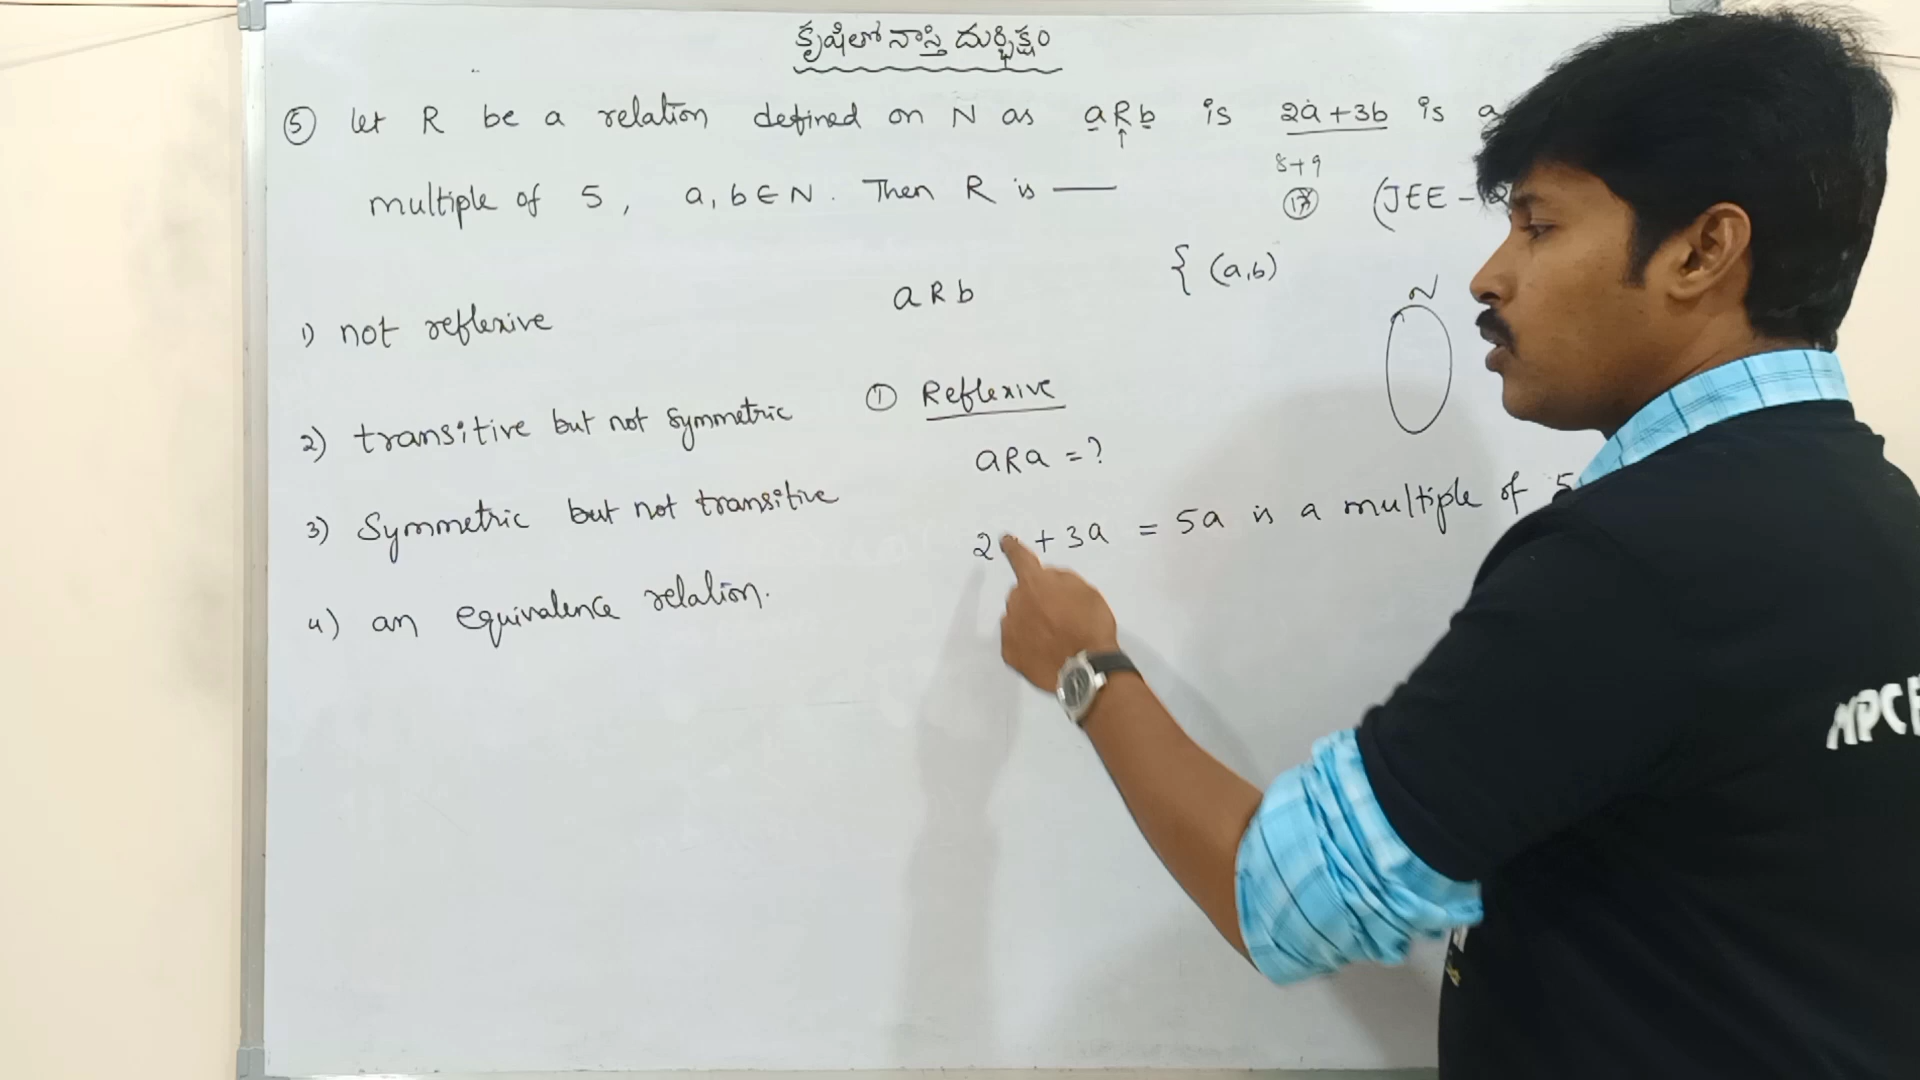 కృషితో నాస్తి దుర్భిక్షం
⑤ Let R be a relation defined on N as aRb is 2a+3b is a
multiple of 5, a, b ∈ N. Then R is ——
8+9
17
(JEE -
{ (a,b)
N
aRb
1) not reflexive
2) transitive but not symmetric
3) Symmetric but not transitive
4) an equivalence relation.
① Reflexive
aRa = ?
2 + 3a = 5a is a multiple of 5